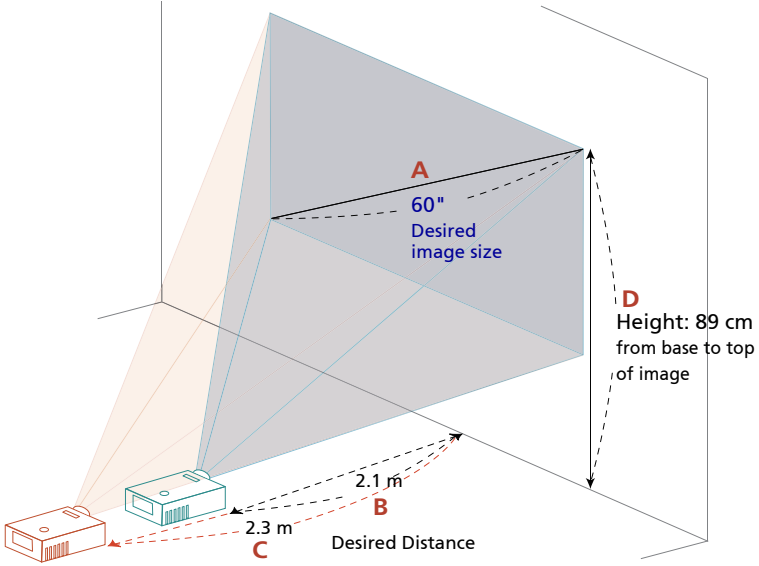 A
60"
Desired
image size
D
Height: 89 cm
from base to top
of image
2.1 m
B
2.3 m
C
Desired Distance